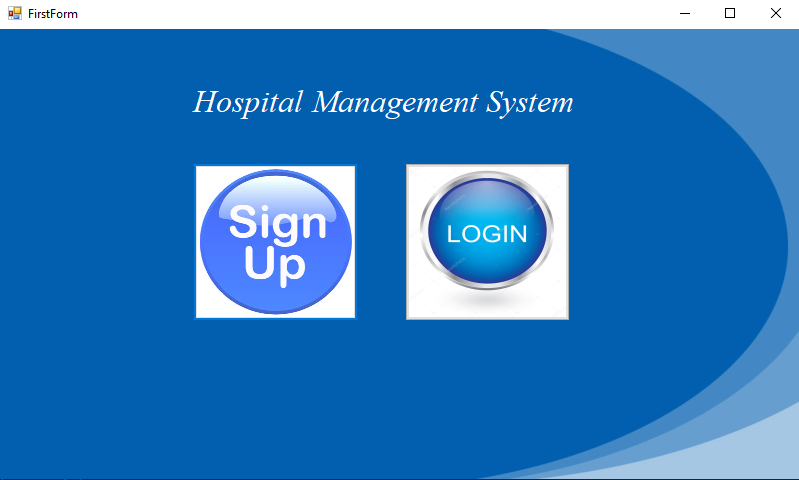 FirstForm
Hospital Management System
Sign
Up
LOGIN